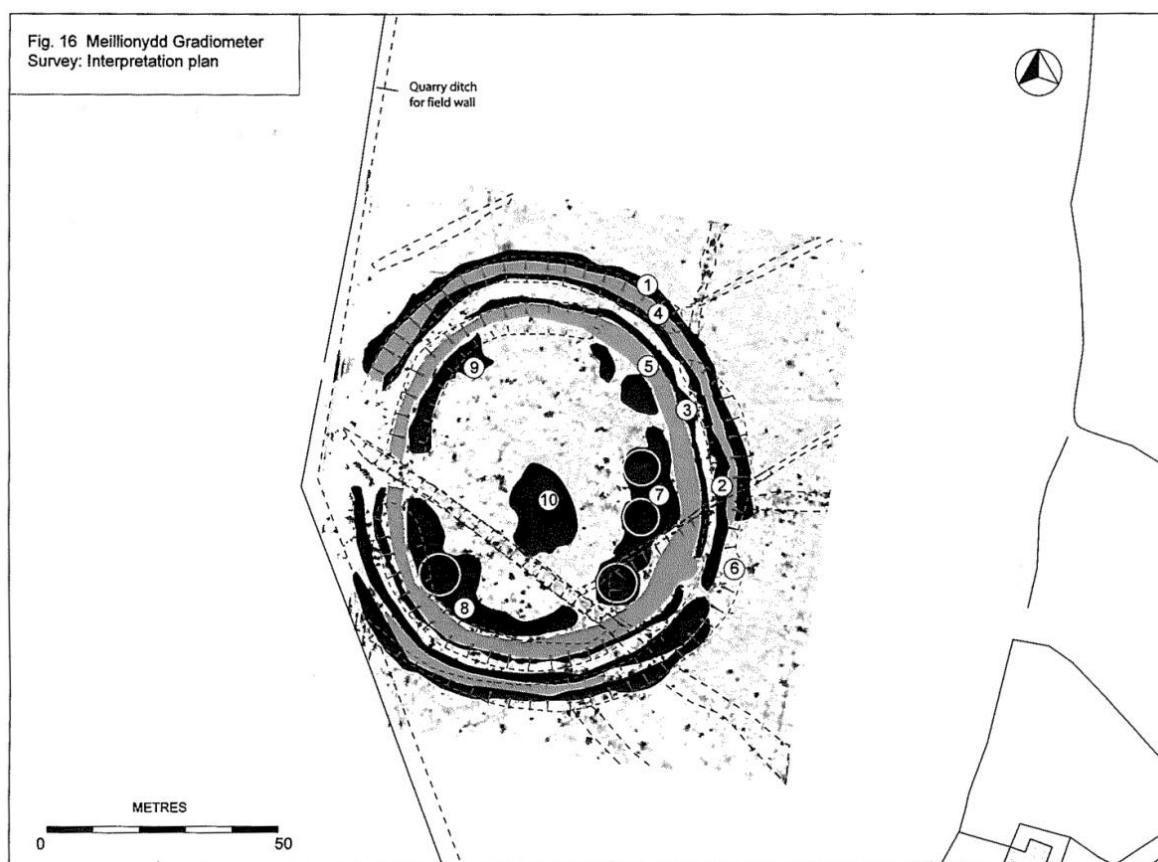 Fig. 16 Meillionydd Gradiometer
Survey: Interpretation plan
Quarry ditch
for field wall
1
4
5
9
3
2
7
10
6
8
METRES
0
50